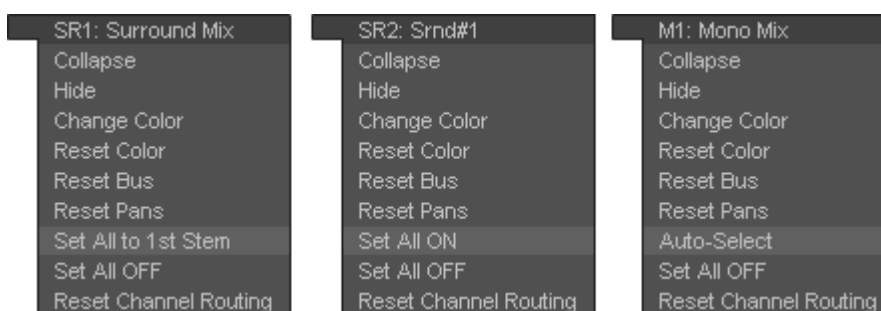 SR1: Surround Mix
Collapse
Hide
Change Color
Reset Color
Reset Bus
Reset Pans
Set All to 1st Stem
Set All OFF
Reset Channel Routing
SR2: Srnd#1
Collapse
Hide
Change Color
Reset Color
Reset Bus
Reset Pans
Set All ON
Set All OFF
Reset Channel Routing
M1: Mono Mix
Collapse
Hide
Change Color
Reset Color
Reset Bus
Reset Pans
Auto-Select
Set All OFF
Reset Channel Routing